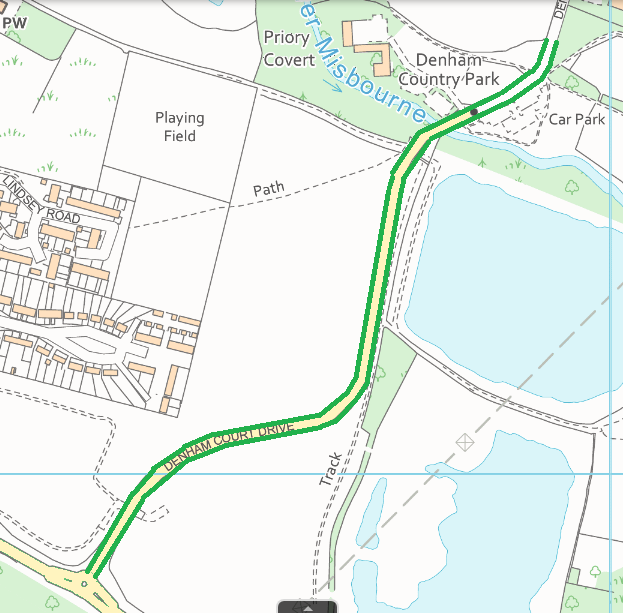 PW
Priory
Covert
er Misbourne
Denham
Country Park
DE
Car Park
Playing
Field
Path
LINDSEY ROAD
DENHAM COURT DRIVE
Track